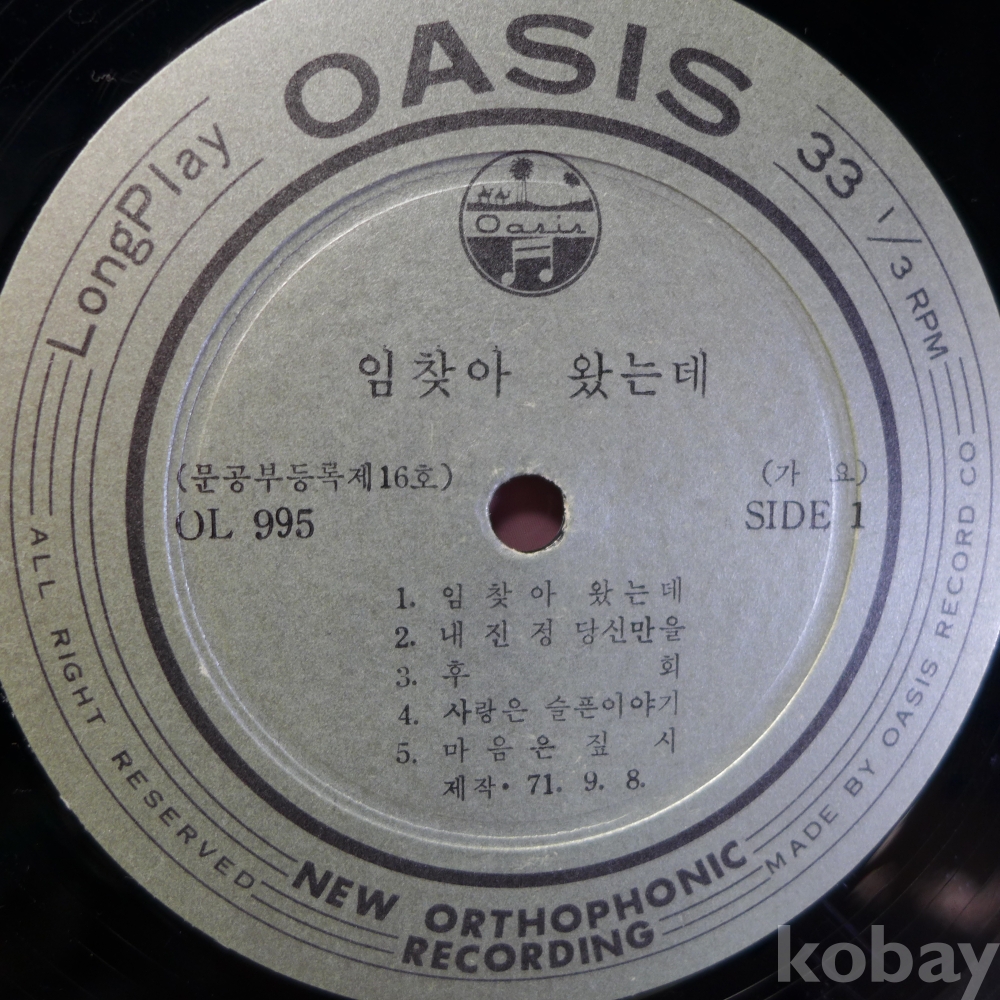 OASIS
LongPlay
33 1/3 RPM
Oasis
임찾아 왔는데
(문공부등록제16호)
(가 요)
OL 995
SIDE 1
1. 임 찾 아 왔 는 데
2. 내 진 정 당신만을
3. 후 회
4. 사랑은 슬픈이야기
5. 마 음 은 짚 시
제작· 71. 9. 8.
ALL RIGHT RESERVED
NEW ORTHOPHONIC
RECORDING
MADE BY OASIS RECORD CO
kobay